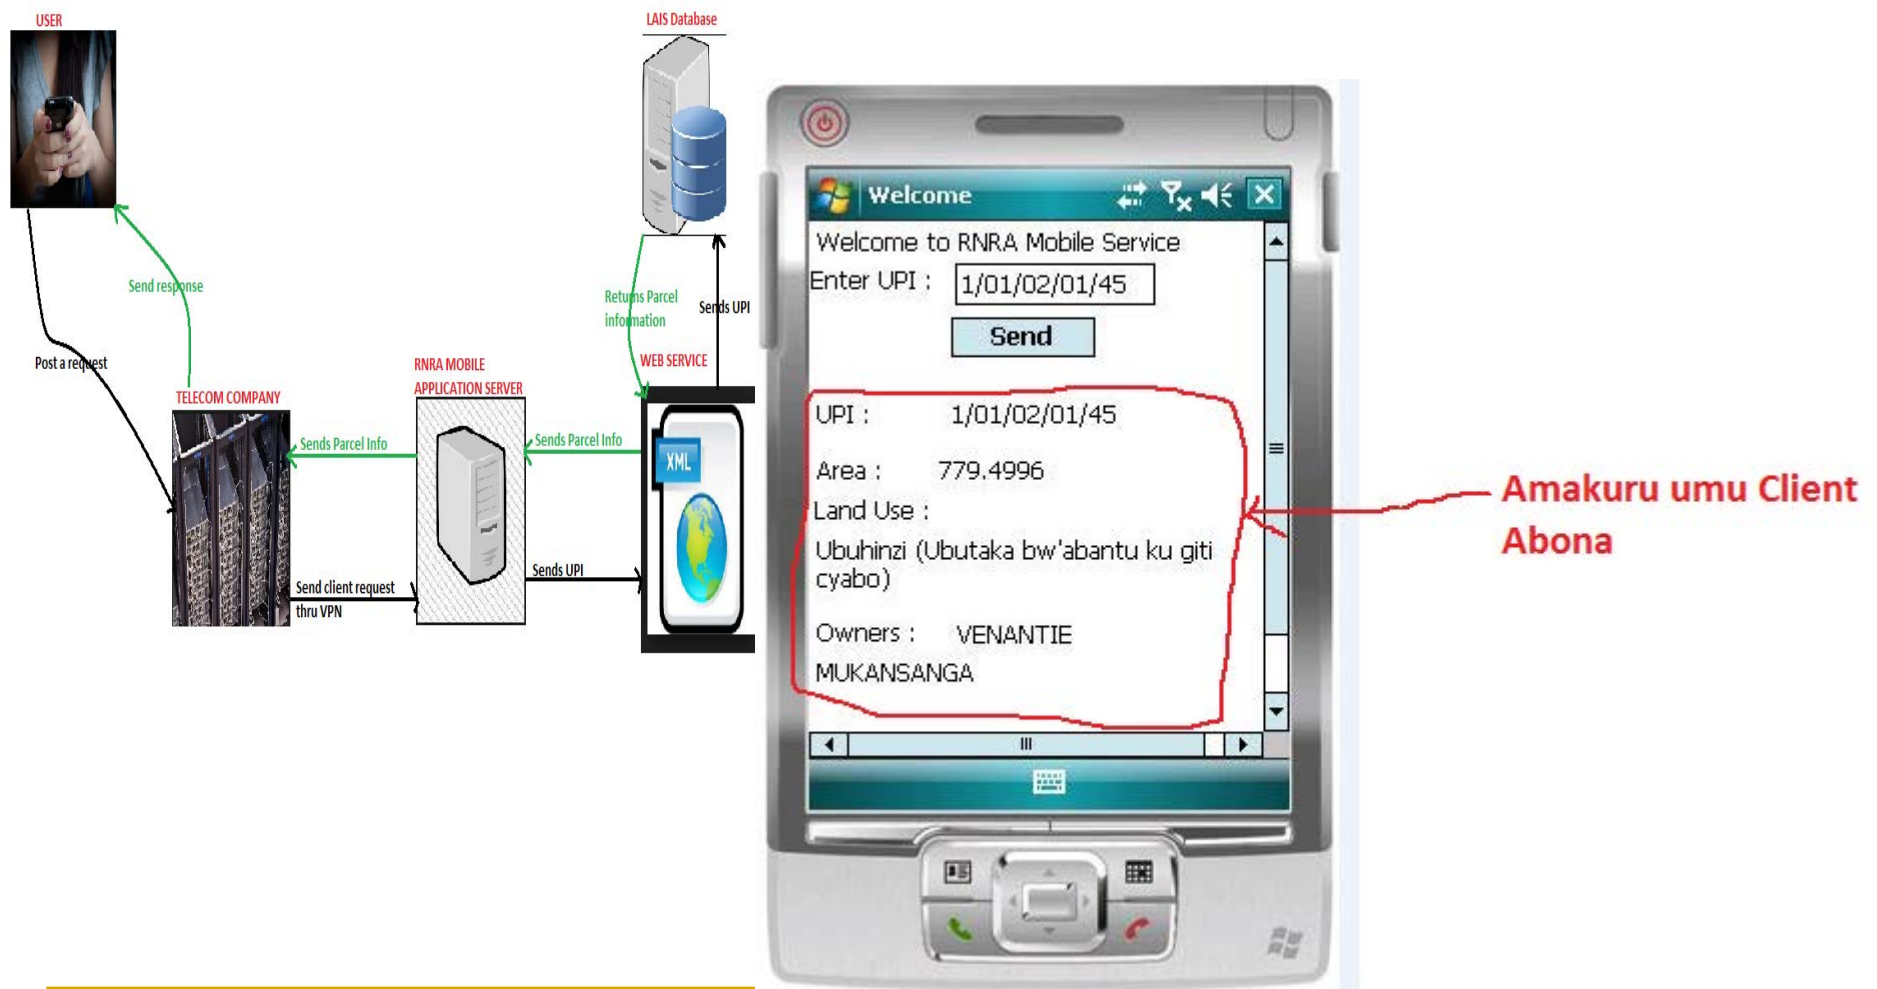 USER
LAIS Database
Send response
Returns Parcel
information
Sends UPI
Post a request
WEB SERVICE
RNRA MOBILE
APPLICATION SERVER
TELECOM COMPANY
Sends Parcel Info
Sends Parcel Info
XML
Sends UPI
Send client request
thru VPN
Welcome
Welcome to RNRA Mobile Service
Enter UPI : 1/01/02/01/45
Send
UPI : 1/01/02/01/45
Area : 779.4996
Land Use :
Ubuhinzi (Ubutaka bw'abantu ku giti
cyabo)
Owners : VENANTIE
MUKANSANGA
Amakuru umu Client
Abona